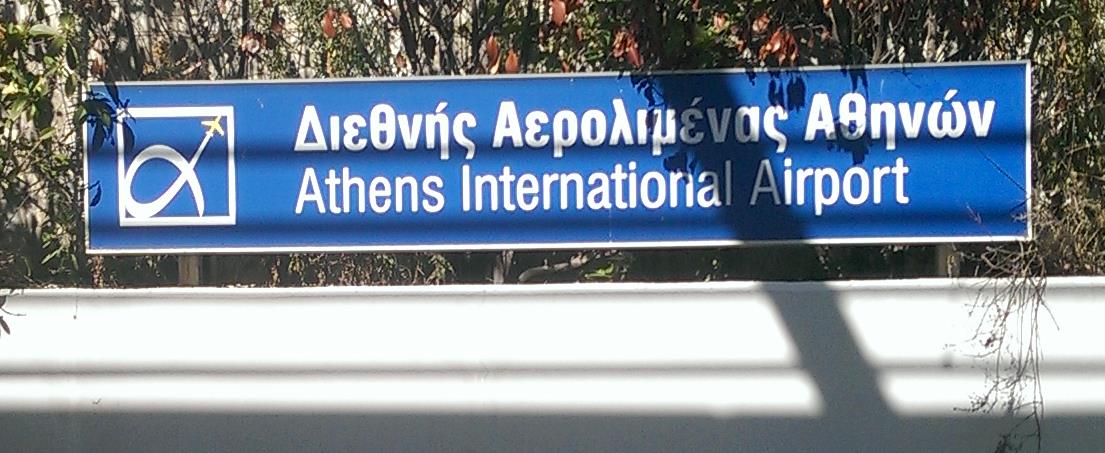 Διεθνής Αερολιμένας Αθηνών
Athens International Airport